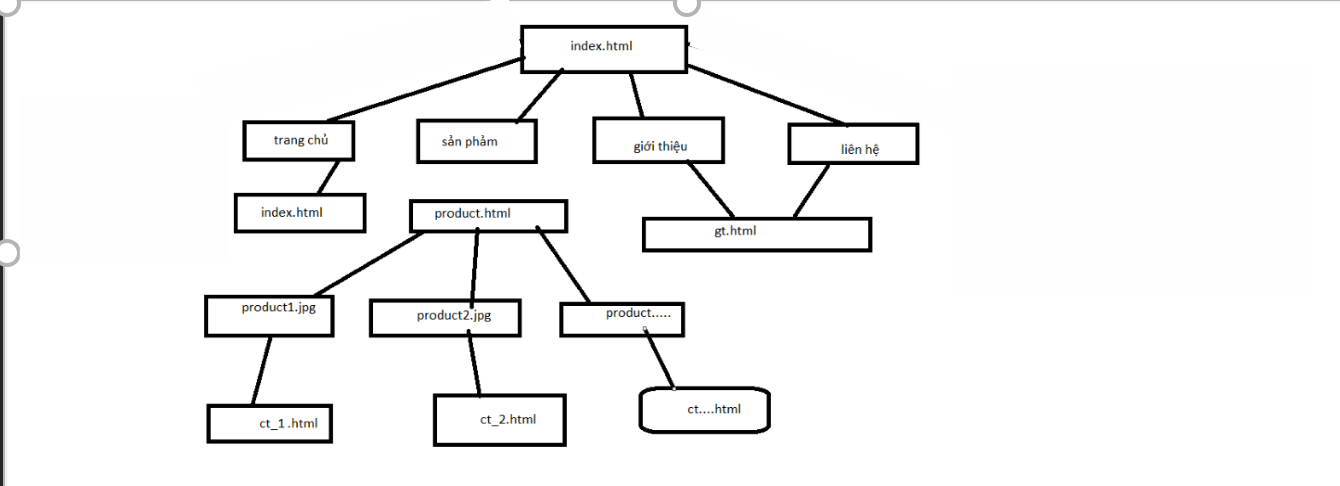 index.html
trang chủ
sản phẩm
giới thiệu
liên hệ
index.html
product.html
gt.html
product1.jpg
product2.jpg
product.....
ct_1.html
ct_2.html
ct....html